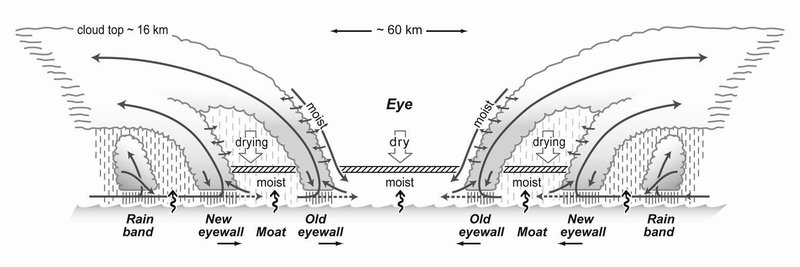 cloud top ~ 16 km
~ 60 km
Eye
moist
moist
drying
dry
drying
moist
moist
moist
Rain
band
New
eyewall
Moat
Old
eyewall
Old
eyewall
Moat
New
eyewall
Rain
band